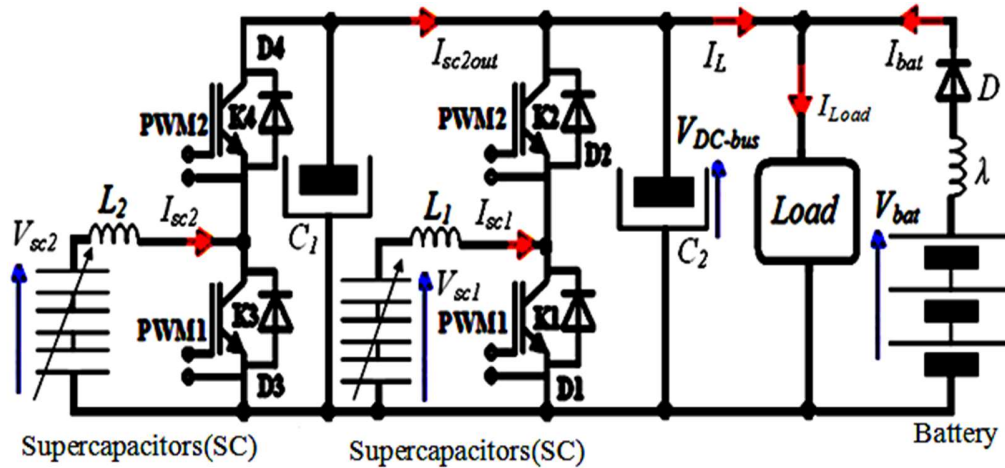 D4
I_sc2out
I_L
I_bat
D
PWM2
K4
PWM2
K2
D2
V_DC-bus
I_Load
λ
L_2
I_sc2
C_1
L_1
I_sc1
C_2
Load
V_bat
V_sc2
V_sc1
PWM1
K3
PWM1
K1
D3
D1
Supercapacitors(SC)
Supercapacitors(SC)
Battery